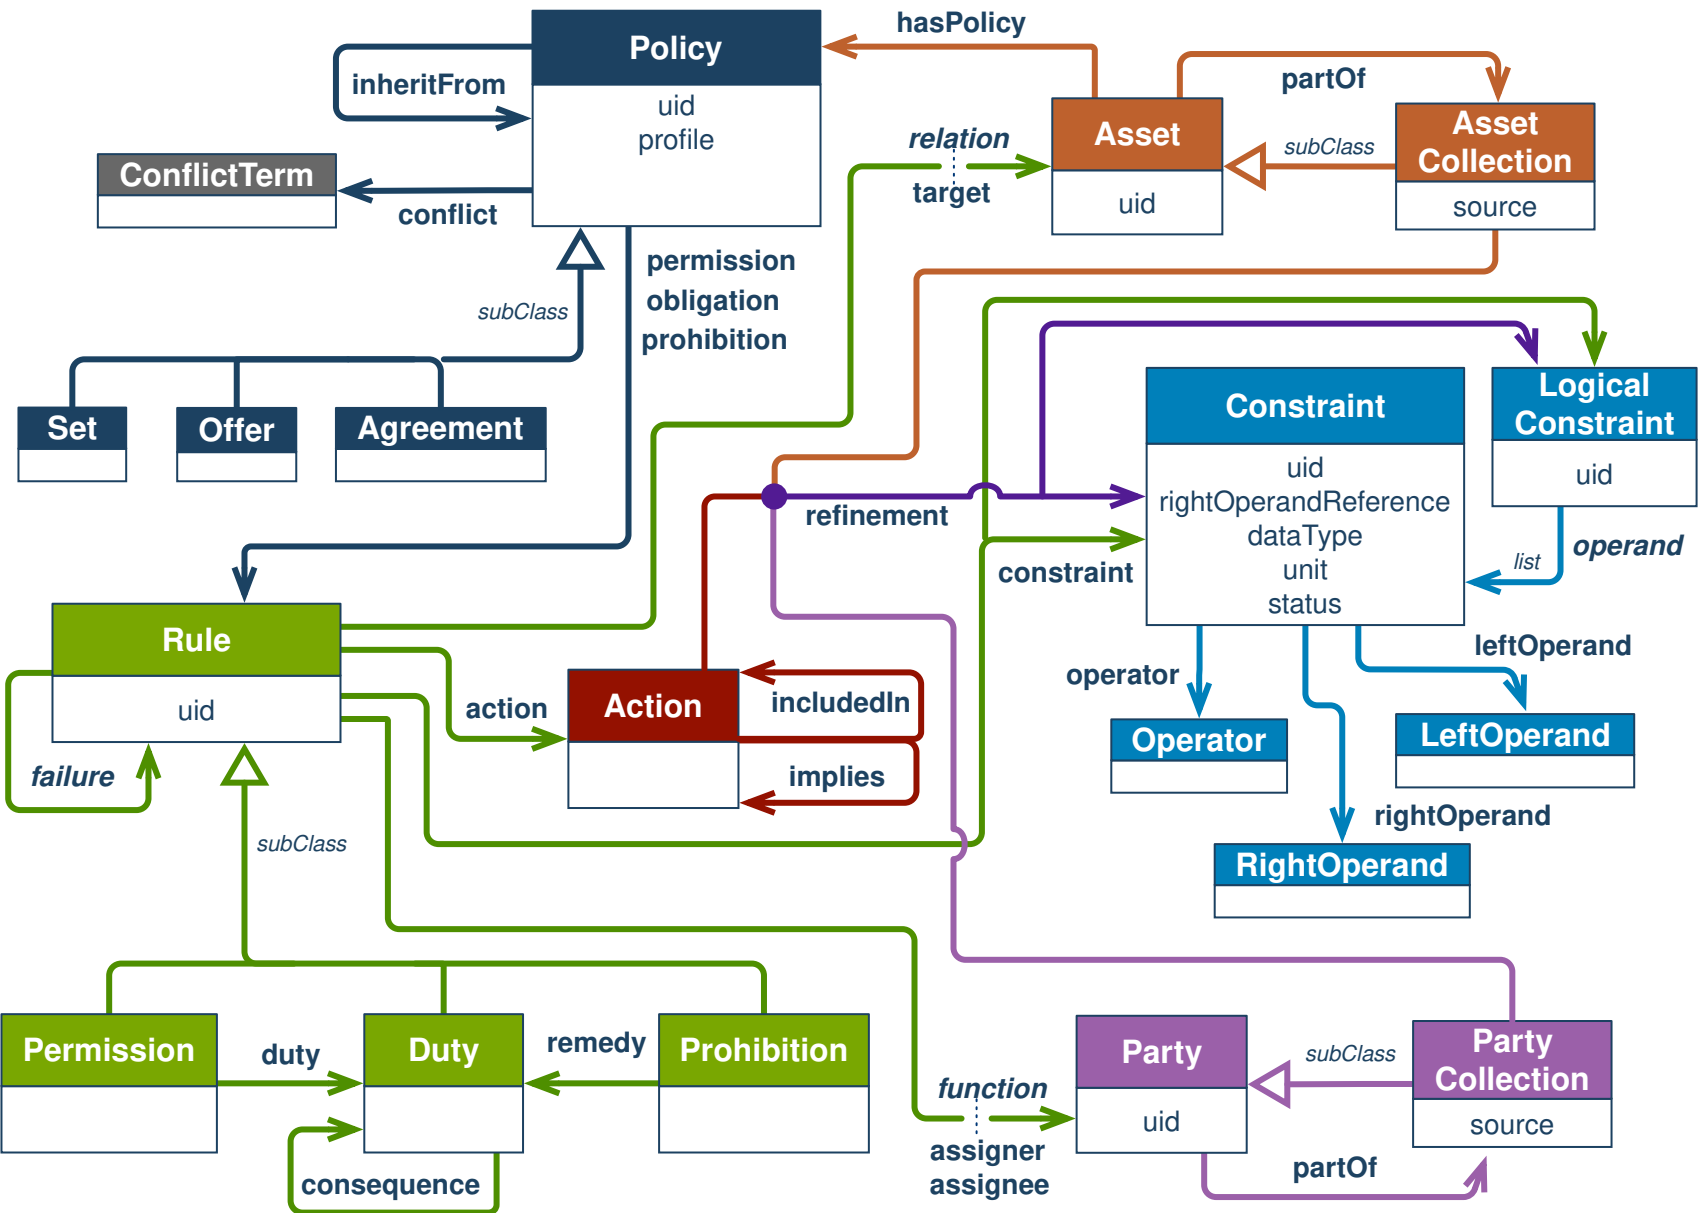 hasPolicy
Policy
inheritFrom
uid
profile
partOf
Asset
uid
Asset
Collection
source
subClass
relation
target
ConflictTerm
conflict
permission
obligation
prohibition
subClass
Set
Offer
Agreement
Constraint
uid
rightOperandReference
dataType
unit
status
Logical
Constraint
uid
refinement
constraint
operand
list
Rule
uid
failure
action
Action
includedIn
implies
operator
leftOperand
Operator
LeftOperand
rightOperand
RightOperand
subClass
Permission
duty
Duty
remedy
Prohibition
consequence
function
assigner
assignee
Party
uid
subClass
Party
Collection
source
partOf